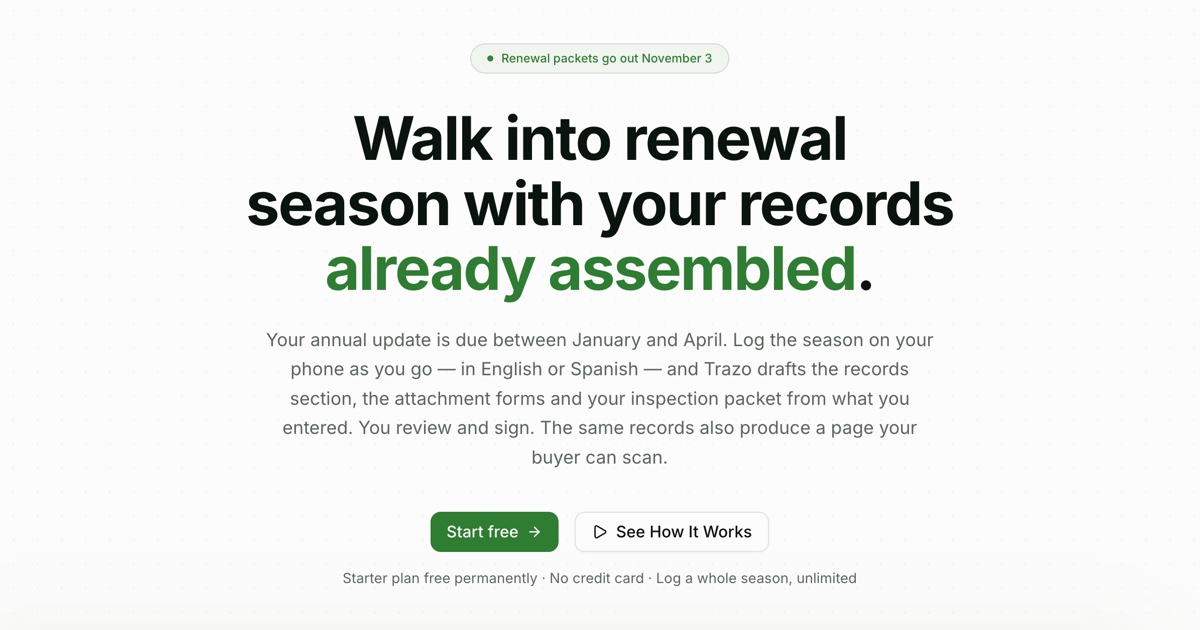 Renewal packets go out November 3
Walk into renewal
season with your records
already assembled.
Your annual update is due between January and April. Log the season on your
phone as you go — in English or Spanish — and Trazo drafts the records
section, the attachment forms and your inspection packet from what you
entered. You review and sign. The same records also produce a page your
buyer can scan.
Start free →
See How It Works
Starter plan free permanently · No credit card · Log a whole season, unlimited